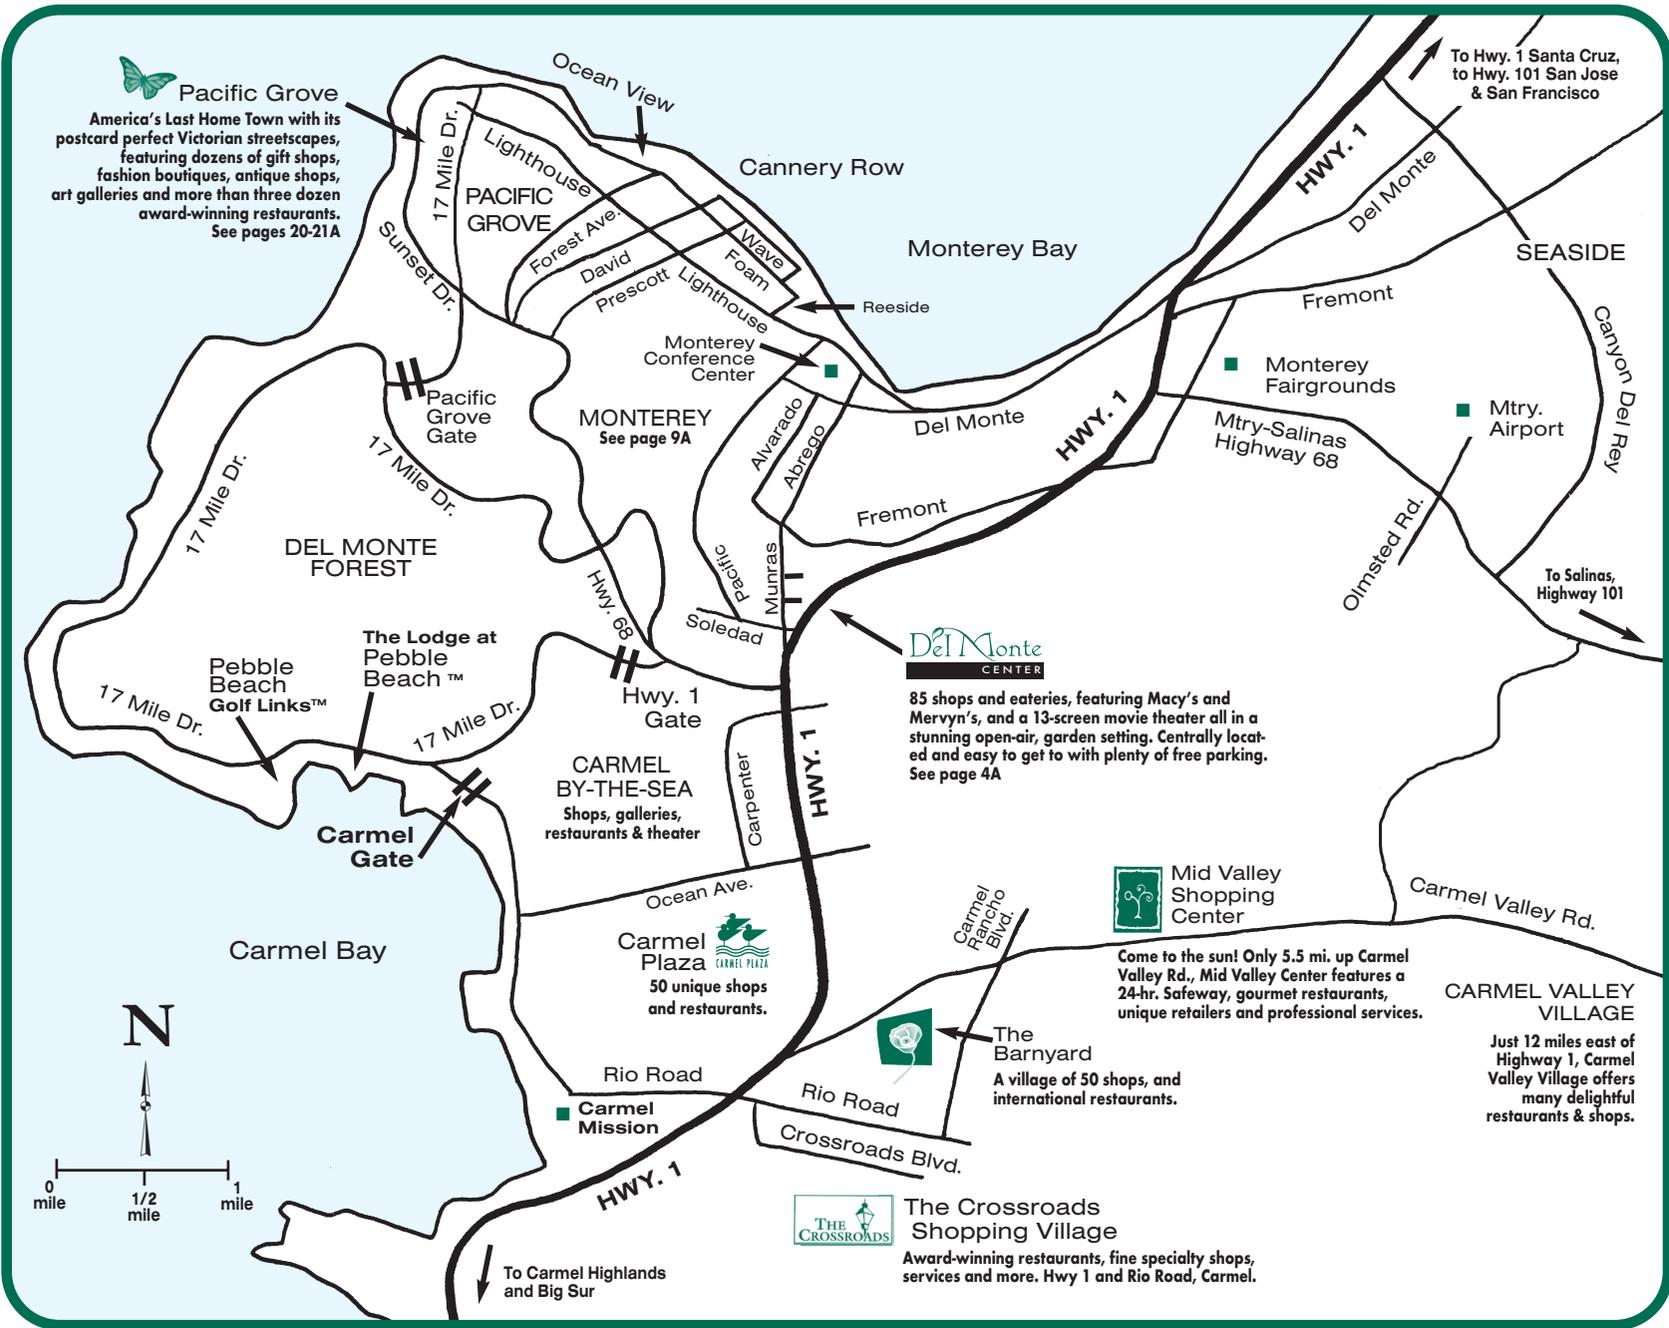 Pacific Grove
America's Last Home Town with its
postcard perfect Victorian streetscapes,
featuring dozens of gift shops,
fashion boutiques, antique shops,
art galleries and more than three dozen
award-winning restaurants.
See pages 20-21A
Ocean View
Cannery Row
Monterey Bay
To Hwy. 1 Santa Cruz,
to Hwy. 101 San Jose
& San Francisco
HWY. 1
Del Monte
SEASIDE
Fremont
Canyon Del Rey
17 Mile Dr.
Lighthouse
PACIFIC
GROVE
Sunset Dr.
Forest Ave.
David
Prescott
Wave
Foam
Lighthouse
Reeside
Monterey
Conference
Center
Monterey
Fairgrounds
Mtry.
Airport
Mtry-Salinas
Highway 68
Olmsted Rd.
To Salinas,
Highway 101
Pacific
Grove
Gate
MONTEREY
See page 9A
Alvarado
Abrego
Del Monte
HWY. 1
Fremont
17 Mile Dr.
17 Mile Dr.
DEL MONTE
FOREST
Hwy. 68
Pacific
Munras
Soledad
Del Monte
CENTER
85 shops and eateries, featuring Macy's and
Mervyn's, and a 13-screen movie theater all in a
stunning open-air, garden setting. Centrally locat-
ed and easy to get to with plenty of free parking.
See page 4A
The Lodge at
Pebble
Beach ™
Pebble
Beach
Golf Links™
17 Mile Dr.
17 Mile Dr.
Hwy. 1
Gate
CARMEL
BY-THE-SEA
Shops, galleries,
restaurants & theater
Carpenter
HWY. 1
Carmel
Gate
Ocean Ave.
Carmel Bay
Carmel
Plaza
CARMEL PLAZA
50 unique shops
and restaurants.
Carmel
Rancho
Blvd.
Mid Valley
Shopping
Center
Come to the sun! Only 5.5 mi. up Carmel
Valley Rd., Mid Valley Center features a
24-hr. Safeway, gourmet restaurants,
unique retailers and professional services.
Carmel Valley Rd.
CARMEL VALLEY
VILLAGE
Just 12 miles east of
Highway 1, Carmel
Valley Village offers
many delightful
restaurants & shops.
The
Barnyard
A village of 50 shops, and
international restaurants.
N
Rio Road
Rio Road
Carmel
Mission
Crossroads Blvd.
HWY. 1
0
mile
1/2
mile
1
mile
THE
CROSSROADS
The Crossroads
Shopping Village
Award-winning restaurants, fine specialty shops,
services and more. Hwy 1 and Rio Road, Carmel.
To Carmel Highlands
and Big Sur